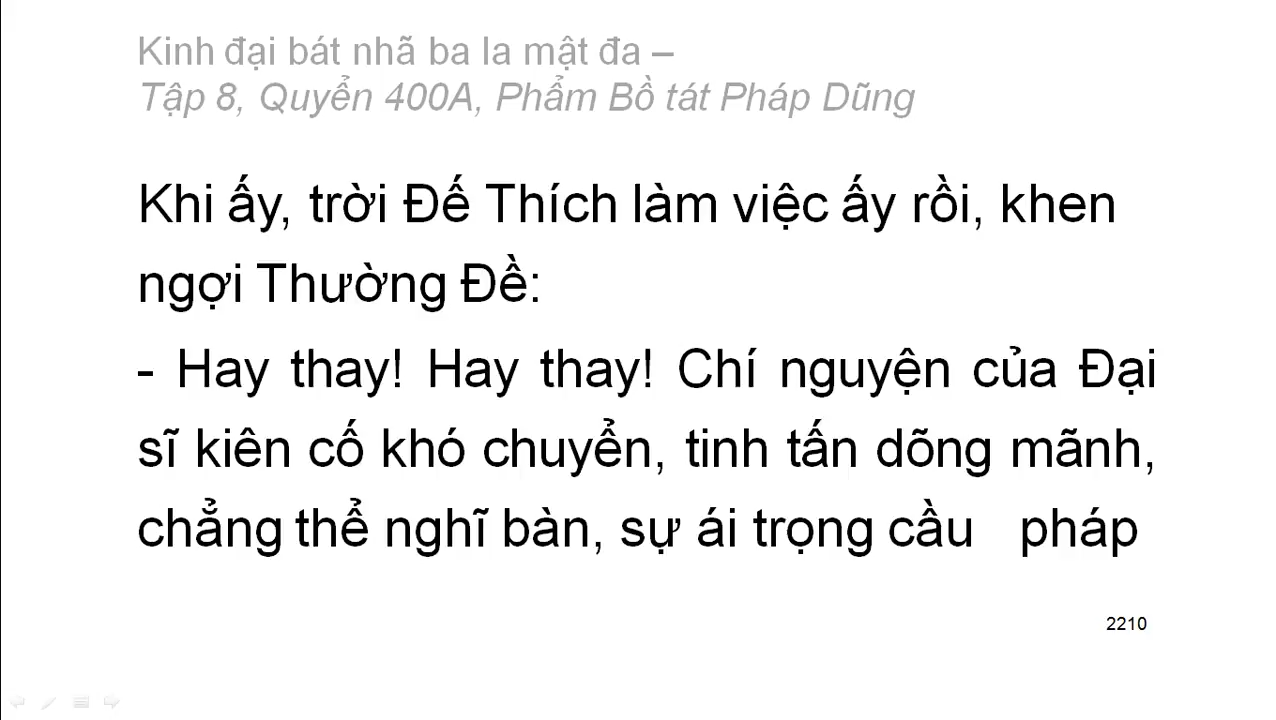 Kinh đại bát nhã ba la mật đa –
Tập 8, Quyển 400A, Phẩm Bồ tát Pháp Dũng
Khi ấy, trời Đế Thích làm việc ấy rồi, khen
ngợi Thường Đề:
- Hay thay! Hay thay! Chí nguyện của Đại
sĩ kiên cố khó chuyển, tinh tấn dõng mãnh,
chẳng thể nghĩ bàn, sự ái trọng cầu pháp
2210